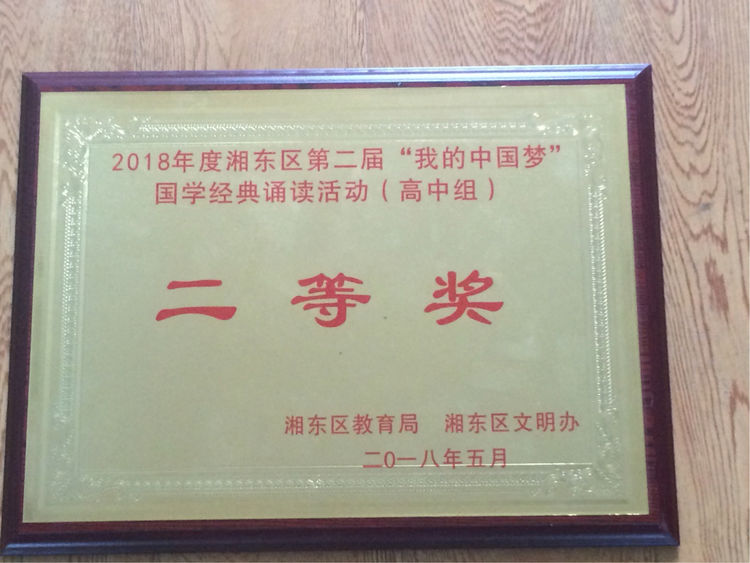 2018年度湘东区第二届“我的中国梦”
国学经典诵读活动（高中组）
二等奖
湘东区教育局 湘东区文明办
二0一八年五月